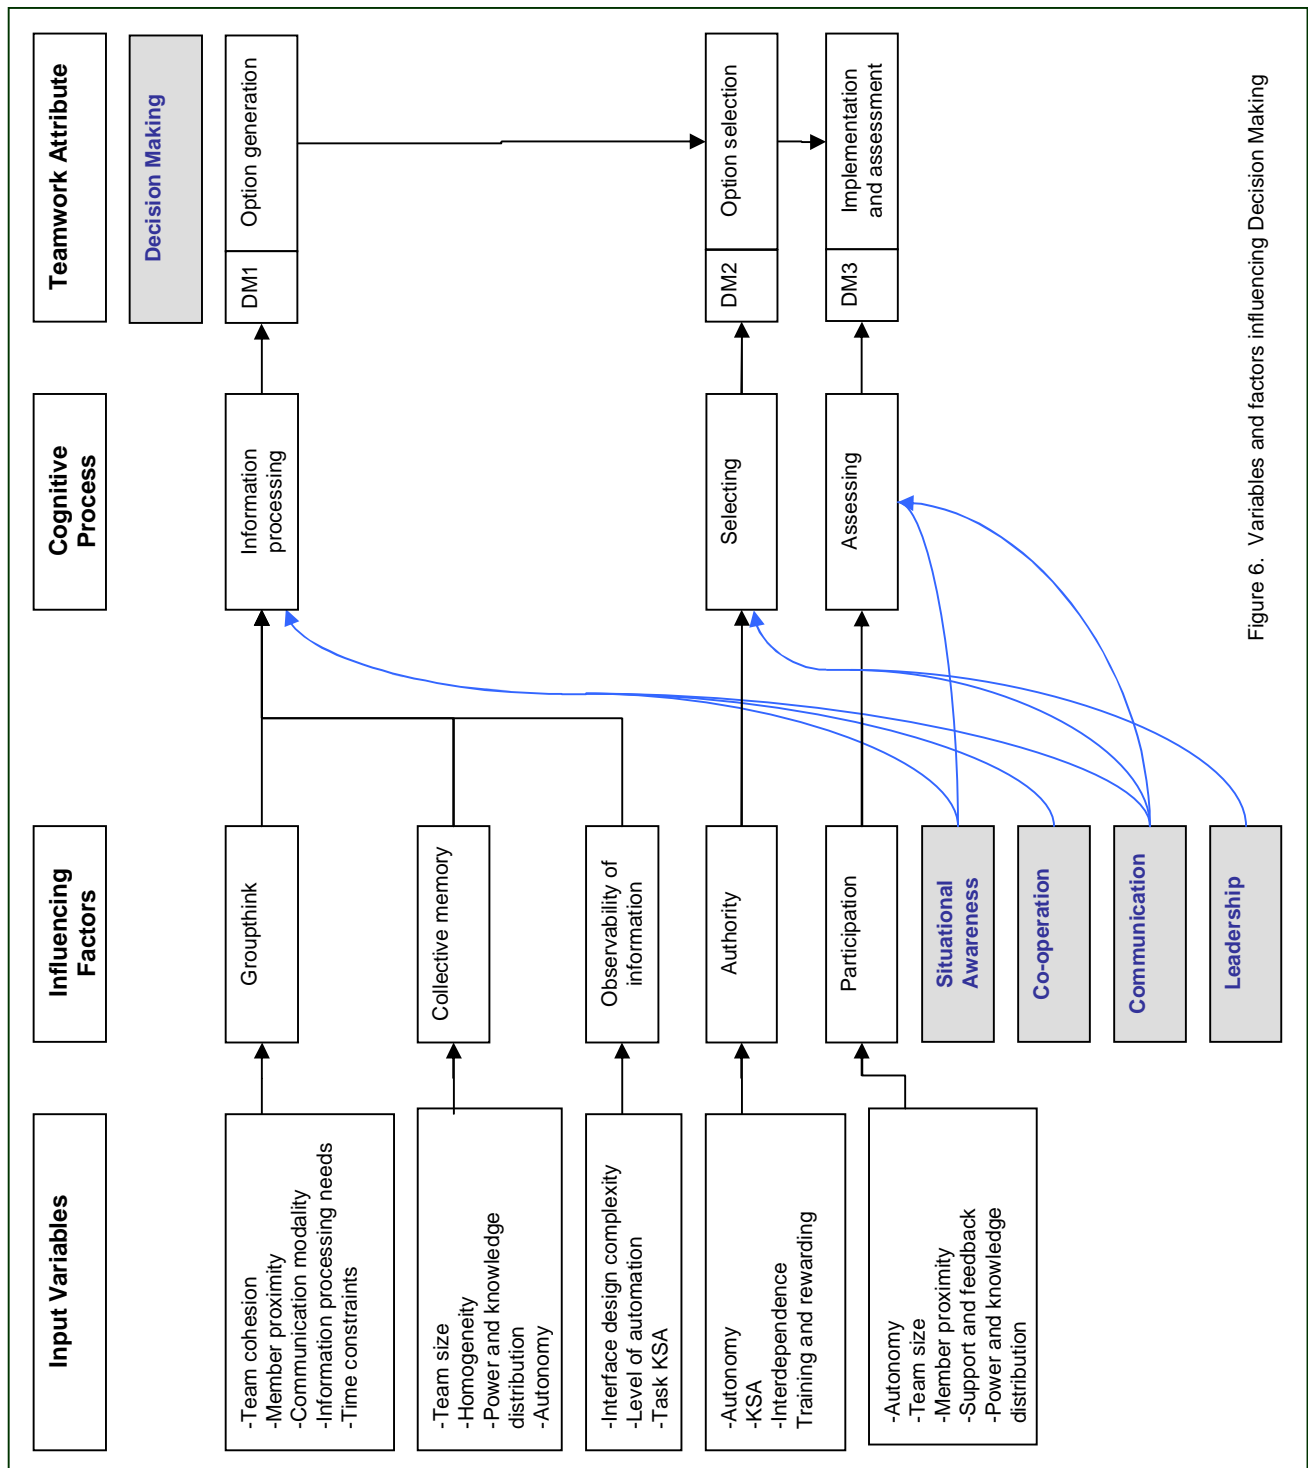 Input Variables
Influencing
Factors
Cognitive
Process
Teamwork Attribute
Decision Making
-Team cohesion
-Member proximity
-Communication modality
-Information processing needs
-Time constraints
Groupthink
Information
processing
DM1
Option generation
-Team size
-Homogeneity
-Power and knowledge
distribution
-Autonomy
Collective memory
-Interface design complexity
-Level of automation
-Task KSA
Observability of
information
-Autonomy
-KSA
-Interdependence
Training and rewarding
Authority
Selecting
DM2
Option selection
-Autonomy
-Team size
-Member proximity
-Support and feedback
-Power and knowledge
distribution
Participation
Assessing
DM3
Implementation
and assessment
Situational
Awareness
Co-operation
Communication
Leadership
Figure 6. Variables and factors influencing Decision Making